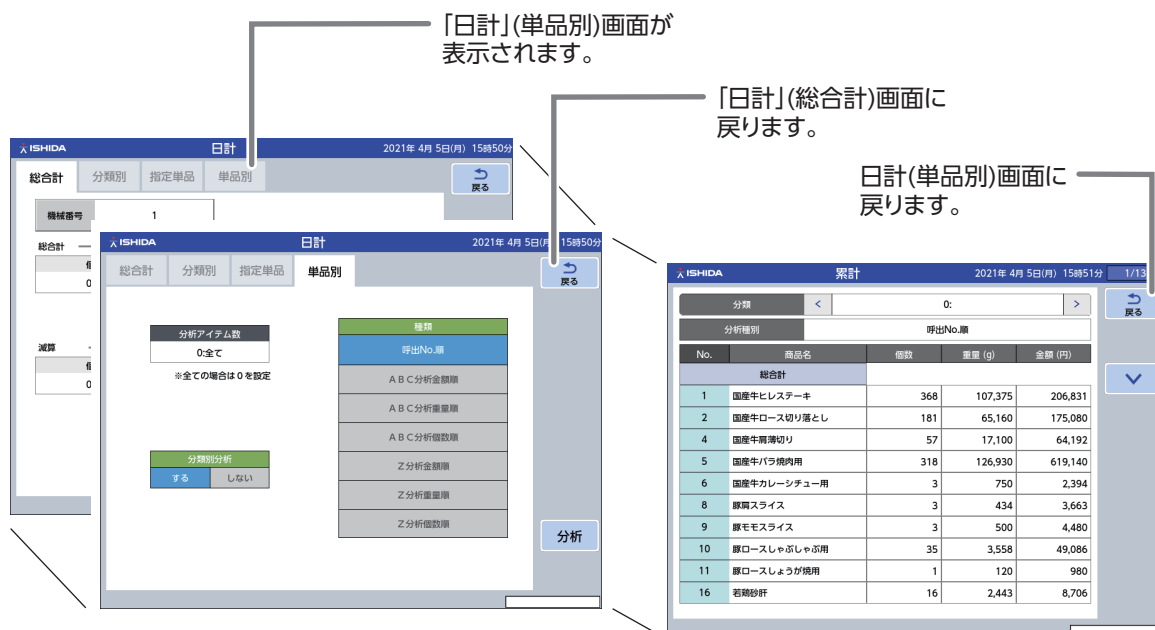 「日計」(単品別)画面が
表示されます。
「日計」(総合計)画面に
戻ります。
日計(単品別)画面に
戻ります。
ISHIDA 日計 2021年 4月 5日(月) 15時50分
総合計 分類別 指定単品 単品別 戻る
機械番号 1
総合計
0
減算
0
ISHIDA 日計 2021年 4月 5日(月) 15時50分
総合計 分類別 指定単品 単品別 戻る
分析アイテム数
0:全て
※全ての場合は 0 を設定
分類別分析
する しない
種類
呼出No.順
ABC分析金額順
ABC分析重量順
ABC分析個数順
Z分析金額順
Z分析重量順
Z分析個数順
分析
ISHIDA 累計 2021年 4月 5日(月) 15時51分 1/13
分類 < 0: > 戻る
分析種別 呼出No.順
No. 商品名 個数 重量 (g) 金額 (円)
総合計
1 国産牛ヒレステーキ 368 107,375 206,831
2 国産牛ロース切り落とし 181 65,160 175,080
4 国産牛肩薄切り 57 17,100 64,192
5 国産牛バラ焼肉用 318 126,930 619,140
6 国産牛カレーシチュー用 3 750 2,394
8 豚肩スライス 3 434 3,663
9 豚モモスライス 3 500 4,480
10 豚ロースしゃぶしゃぶ用 35 3,558 49,086
11 豚ロースしょうが焼用 1 120 980
16 若鶏砂肝 16 2,443 8,706